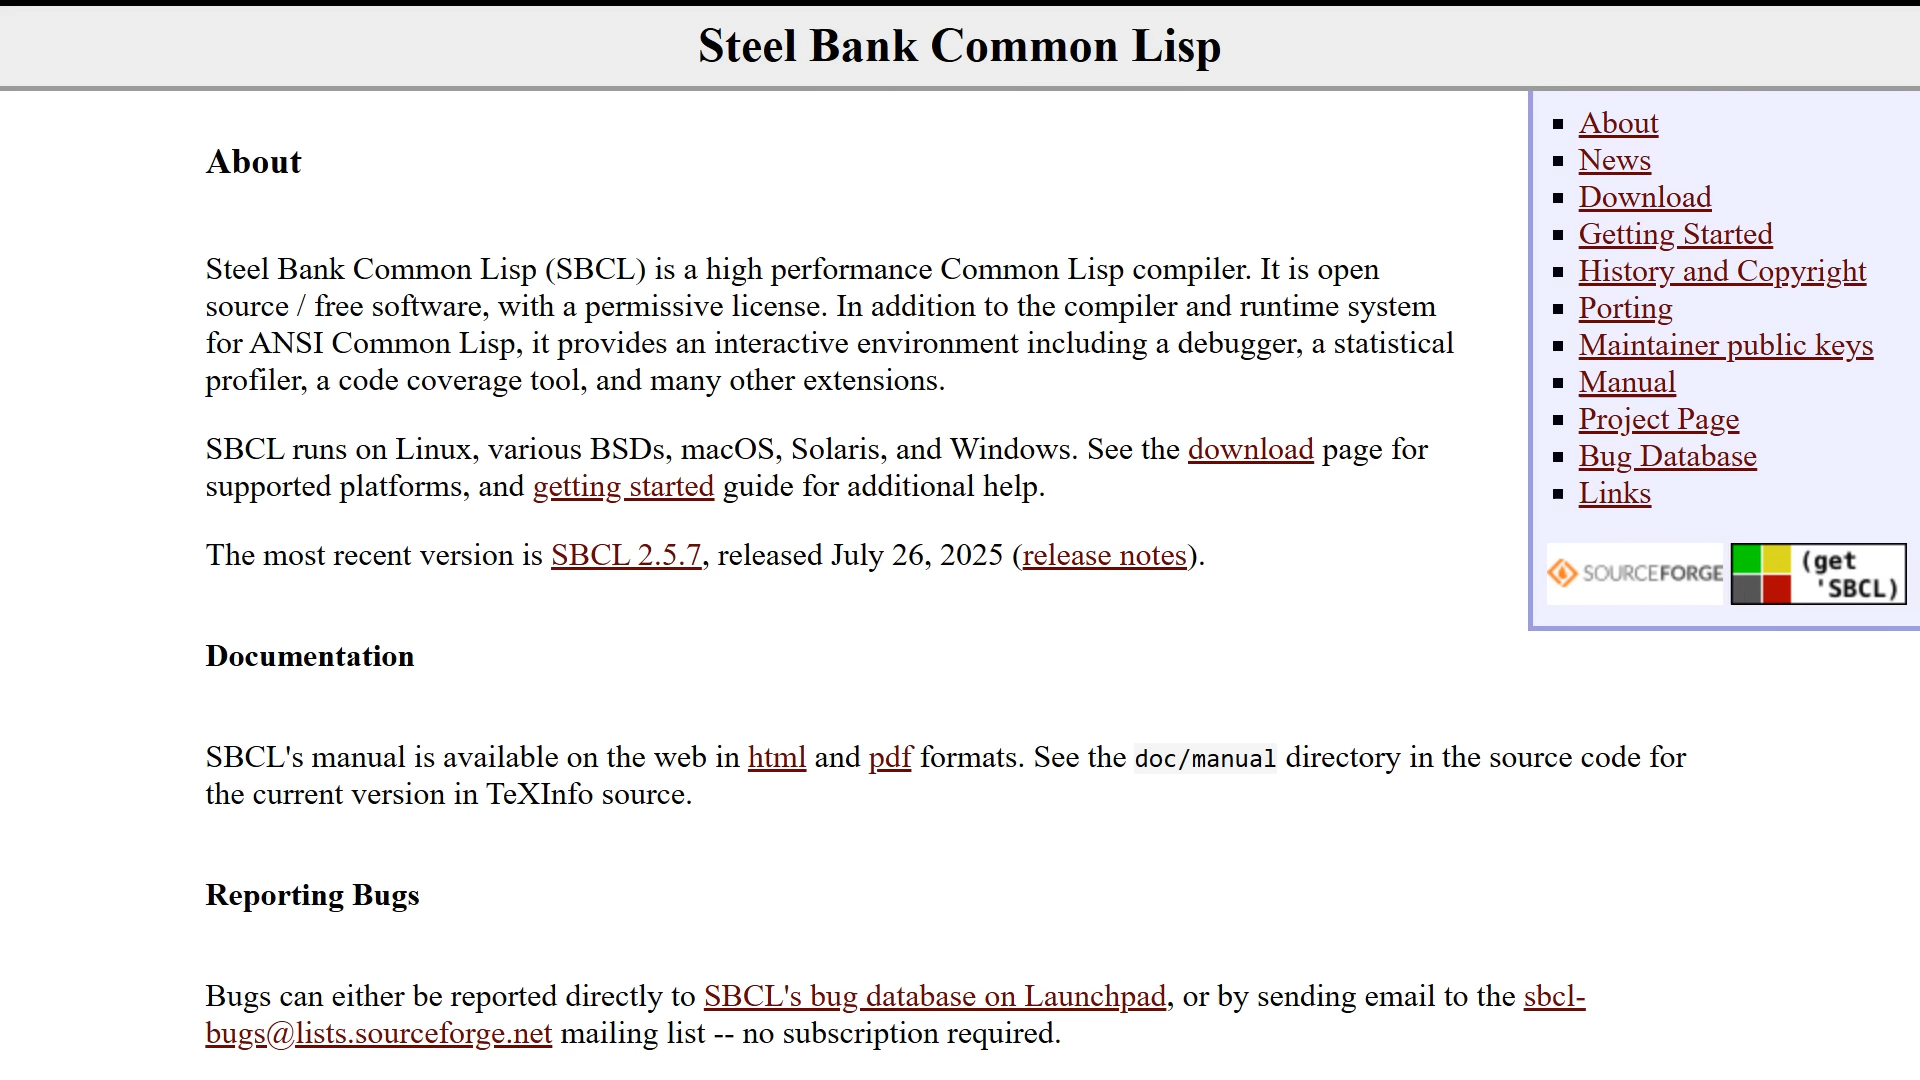 Steel Bank Common Lisp
About
Steel Bank Common Lisp (SBCL) is a high performance Common Lisp compiler. It is open
source / free software, with a permissive license. In addition to the compiler and runtime system
for ANSI Common Lisp, it provides an interactive environment including a debugger, a statistical
profiler, a code coverage tool, and many other extensions.
SBCL runs on Linux, various BSDs, macOS, Solaris, and Windows. See the download page for
supported platforms, and getting started guide for additional help.
The most recent version is SBCL 2.5.7, released July 26, 2025 (release notes).
Documentation
SBCL's manual is available on the web in html and pdf formats. See the doc/manual directory in the source code for
the current version in TeXInfo source.
Reporting Bugs
Bugs can either be reported directly to SBCL's bug database on Launchpad, or by sending email to the sbcl-
bugs@lists.sourceforge.net mailing list -- no subscription required.
About
News
Download
Getting Started
History and Copyright
Porting
Maintainer public keys
Manual
Project Page
Bug Database
Links
SOURCEFORGE
(get
'SBCL)